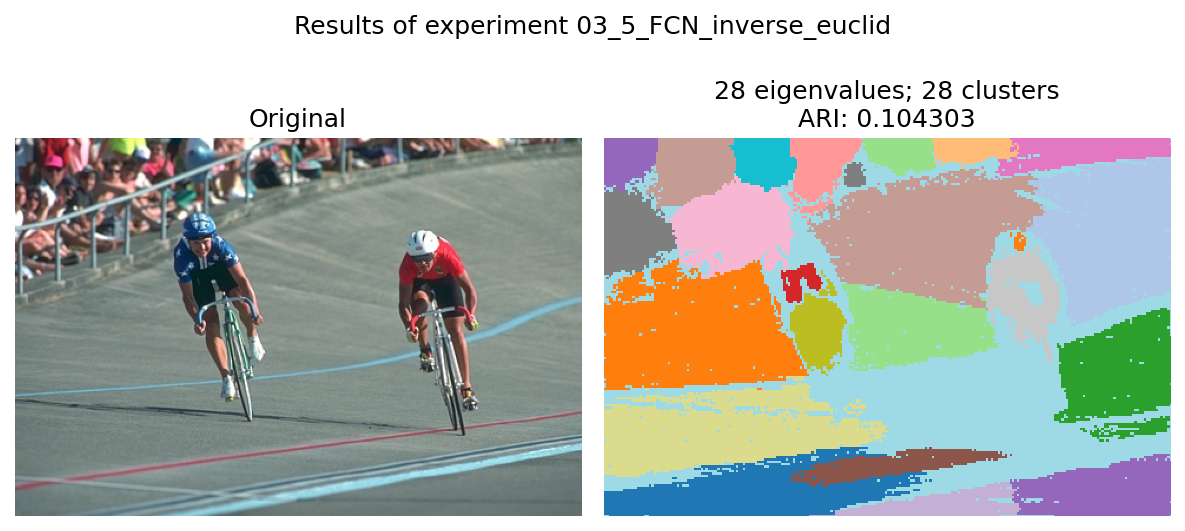 Results of experiment 03_5_FCN_inverse_euclid
Original
28 eigenvalues; 28 clusters
ARI: 0.104303